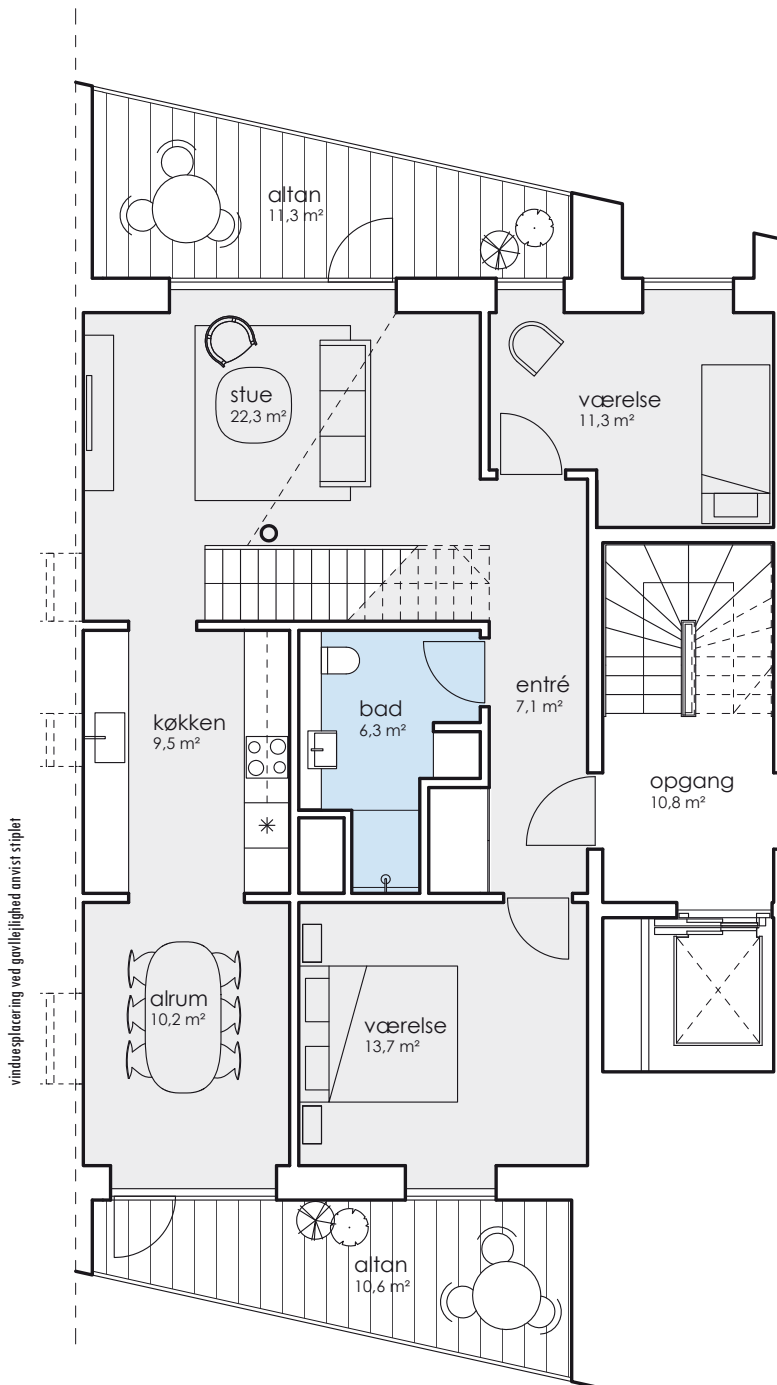 altan
11,3 m²
stue
22,3 m²
værelse
11,3 m²
køkken
9,5 m²
bad
6,3 m²
entré
7,1 m²
opgang
10,8 m²
vinduesplacering ved gavllejlighed anvist stiplet
alrum
10,2 m²
værelse
13,7 m²
altan
10,6 m²